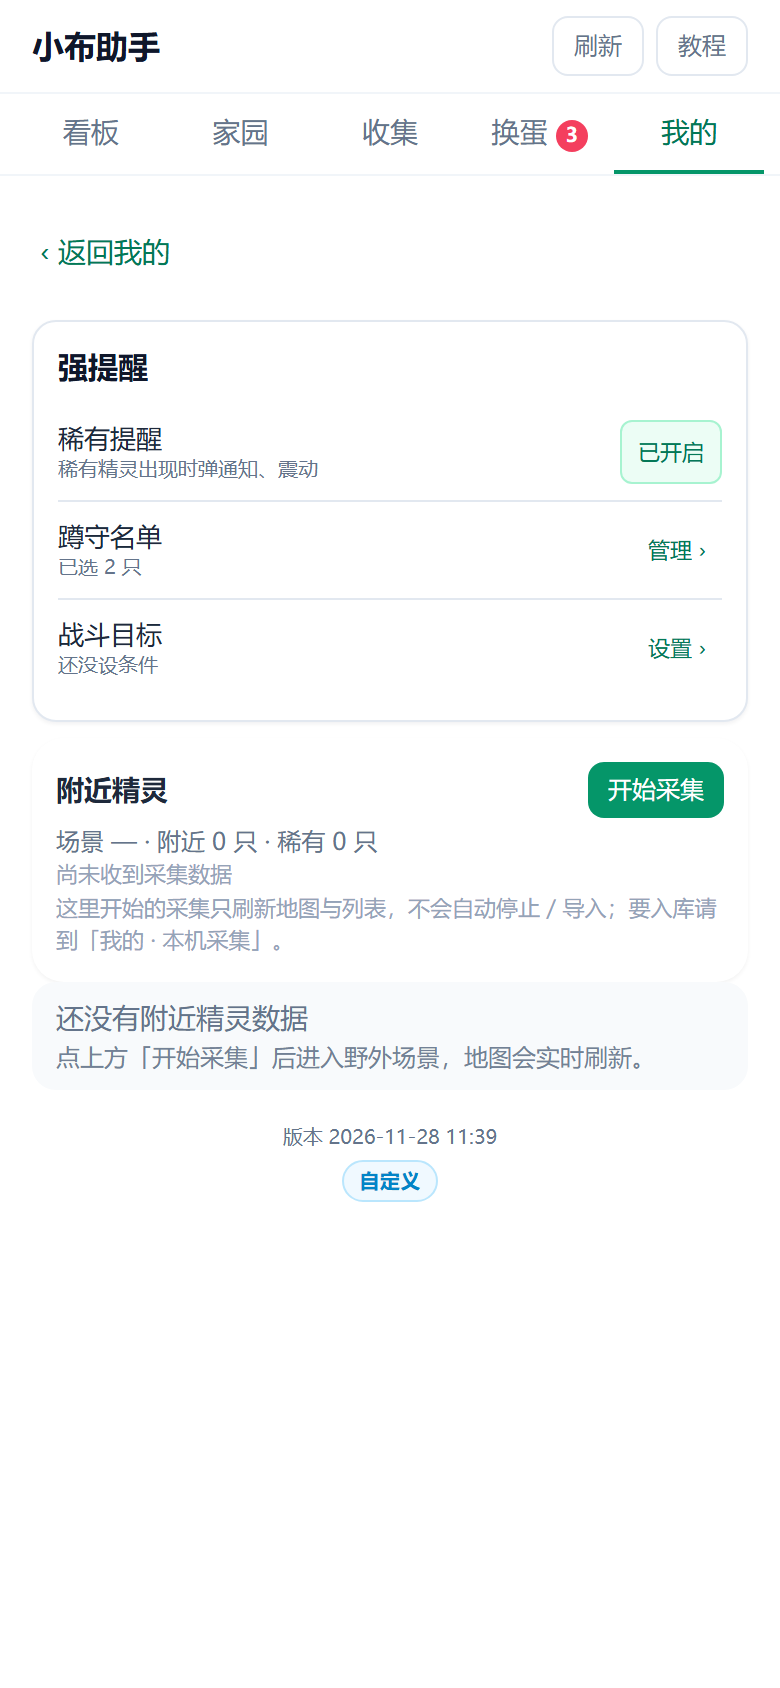 小布助手
刷新
教程
看板
家园
收集
换蛋 3
我的
‹ 返回我的
强提醒
稀有提醒
稀有精灵出现时弹通知、震动
已开启
蹲守名单
已选 2 只
管理 ›
战斗目标
还没设条件
设置 ›
附近精灵
开始采集
场景 — · 附近 0 只 · 稀有 0 只
尚未收到采集数据
这里开始的采集只刷新地图与列表，不会自动停止 / 导入；要入库请
到「我的 · 本机采集」。
还没有附近精灵数据
点上方「开始采集」后进入野外场景，地图会实时刷新。
版本 2026-11-28 11:39
自定义